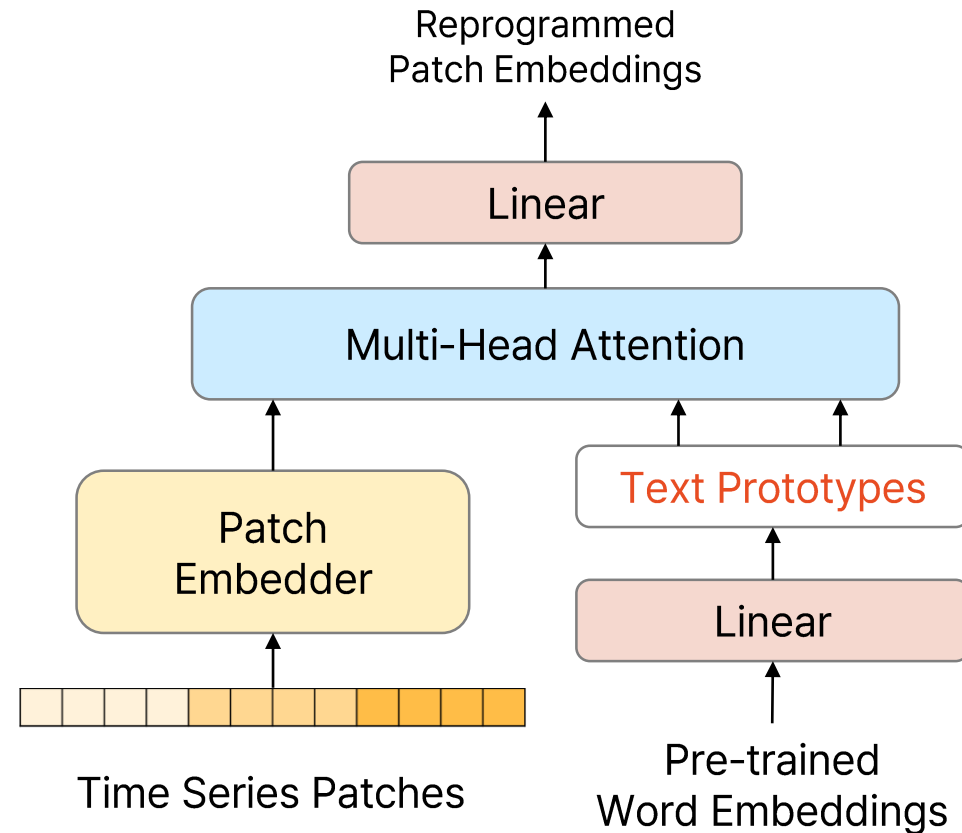 Reprogrammed
Patch Embeddings
Linear
Multi-Head Attention
Text Prototypes
Patch
Embedder
Linear
Time Series Patches
Pre-trained
Word Embeddings